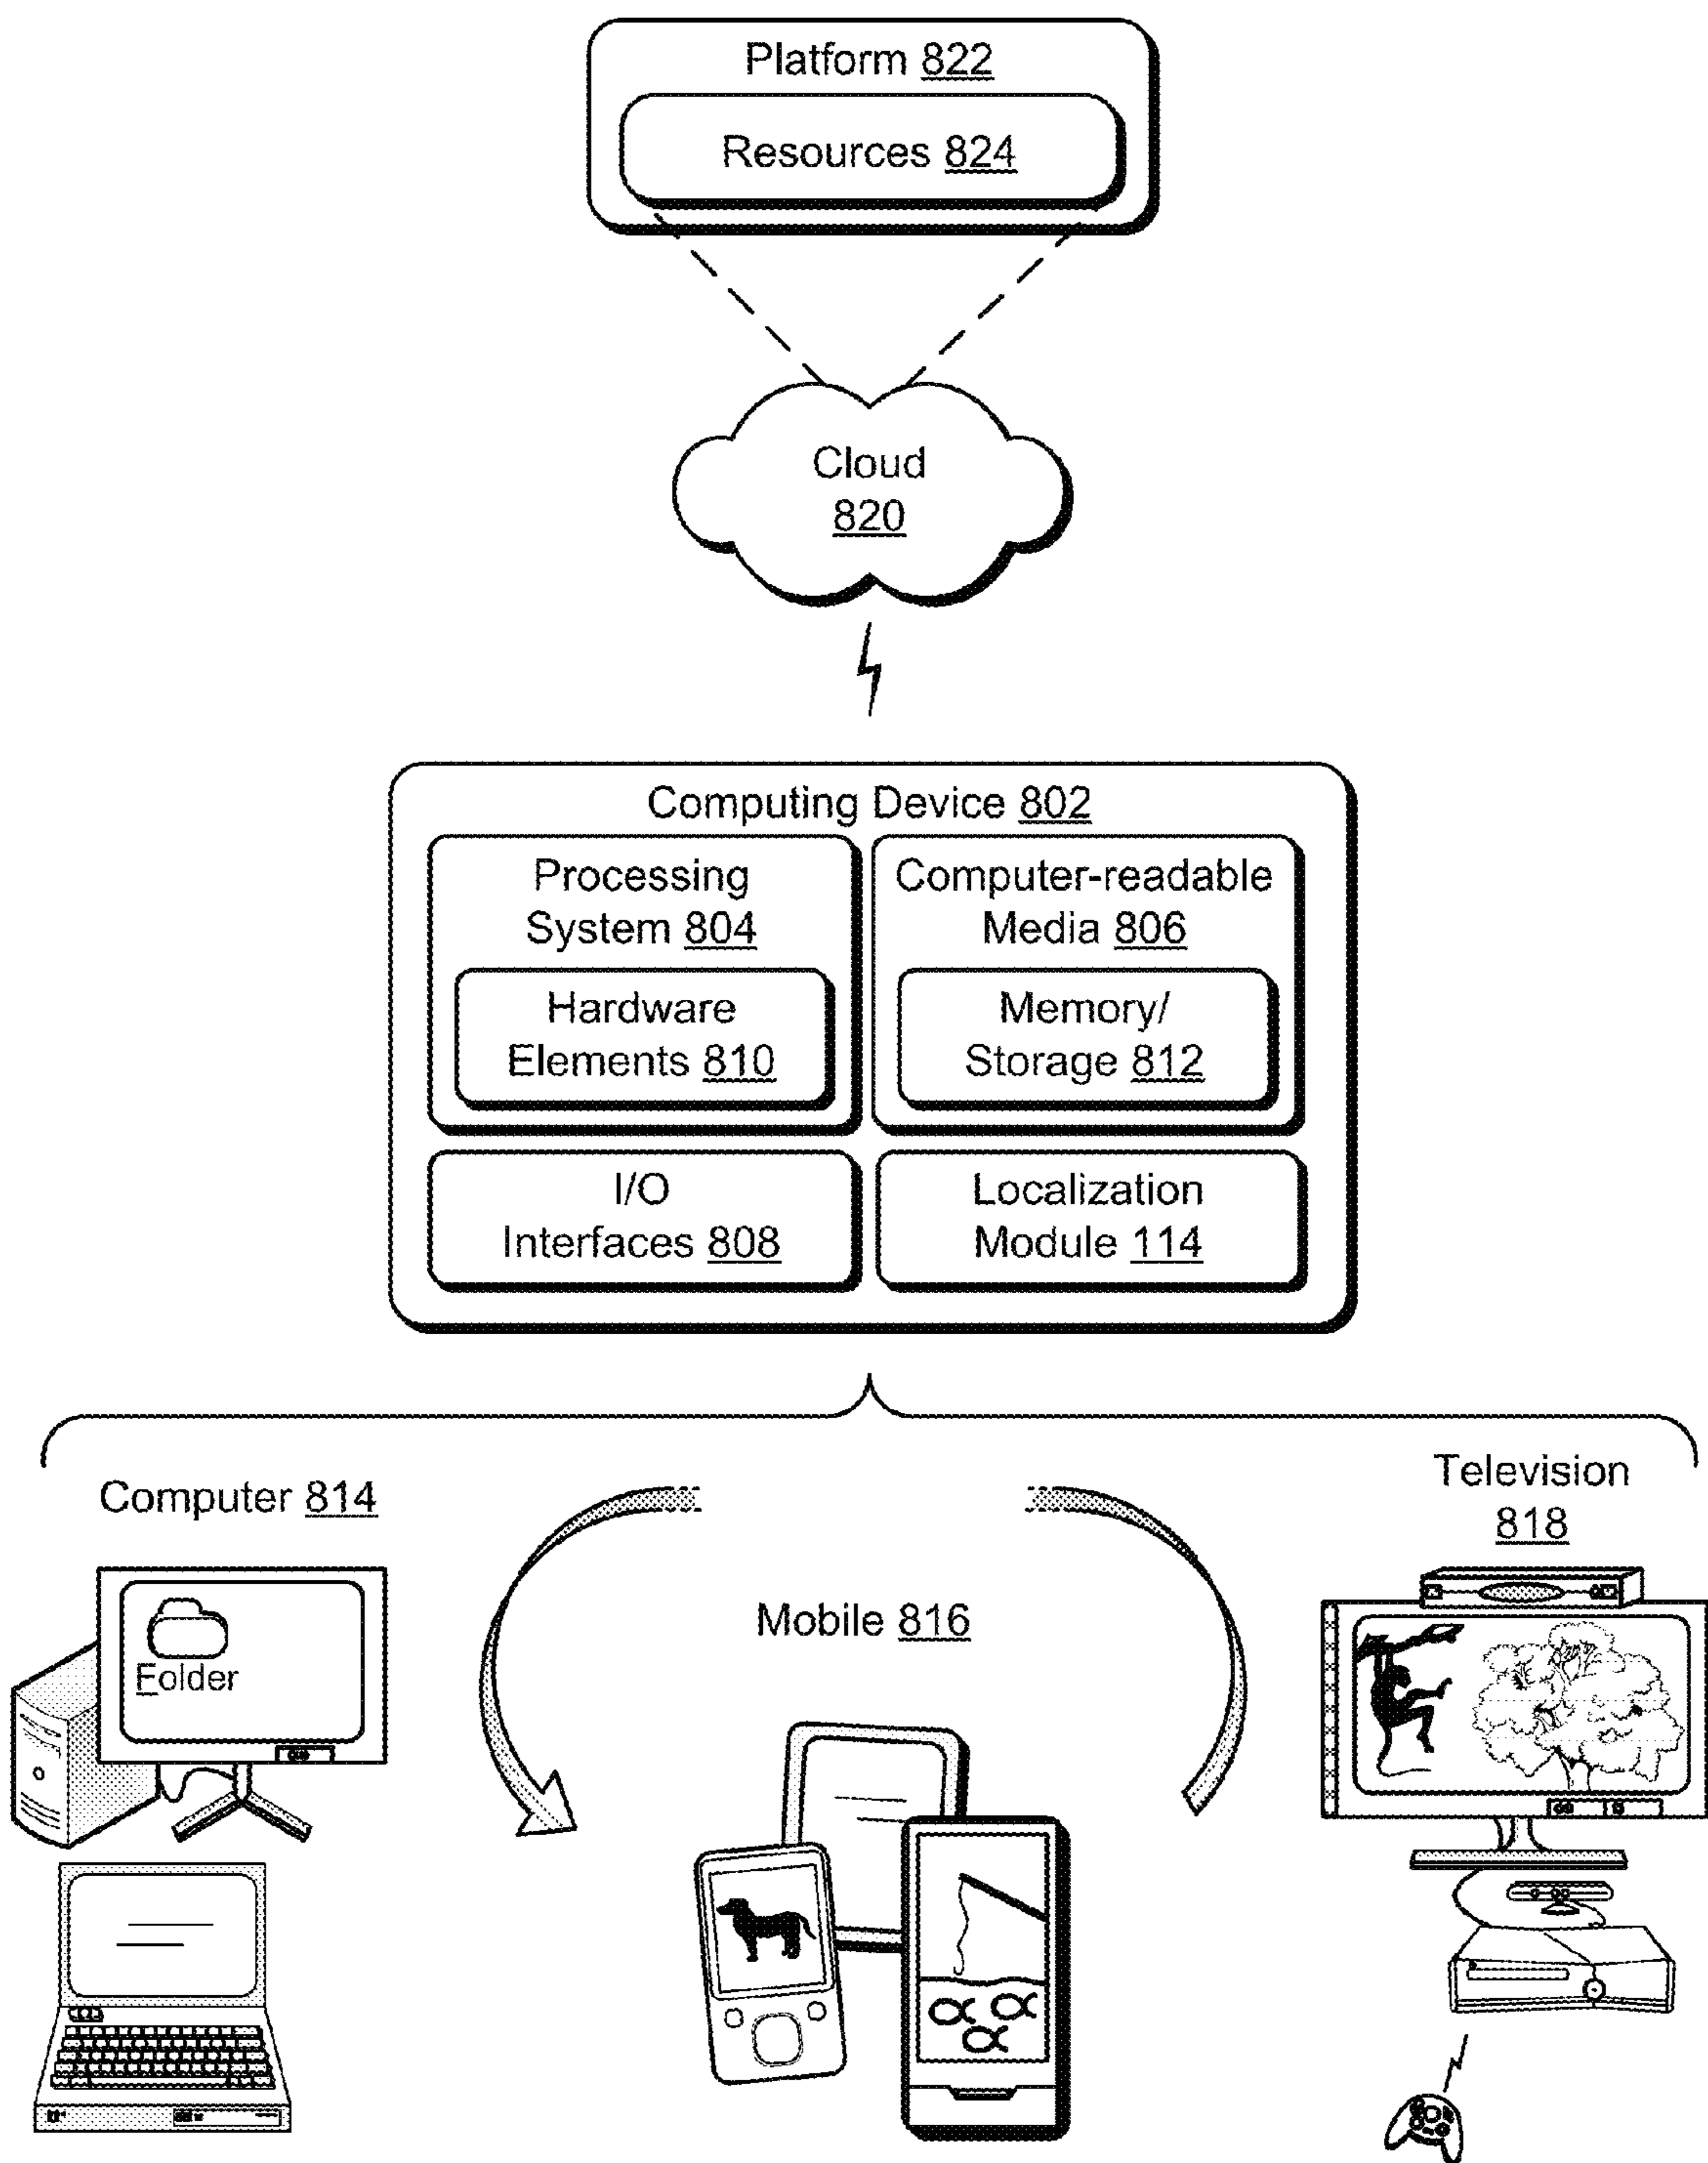 Platform 822
Resources 824
Cloud
820
Computing Device 802
Processing
System 804
Hardware
Elements 810
Computer-readable
Media 806
Memory/
Storage 812
I/O
Interfaces 808
Localization
Module 114
Computer 814
Folder
Mobile 816
Television
818